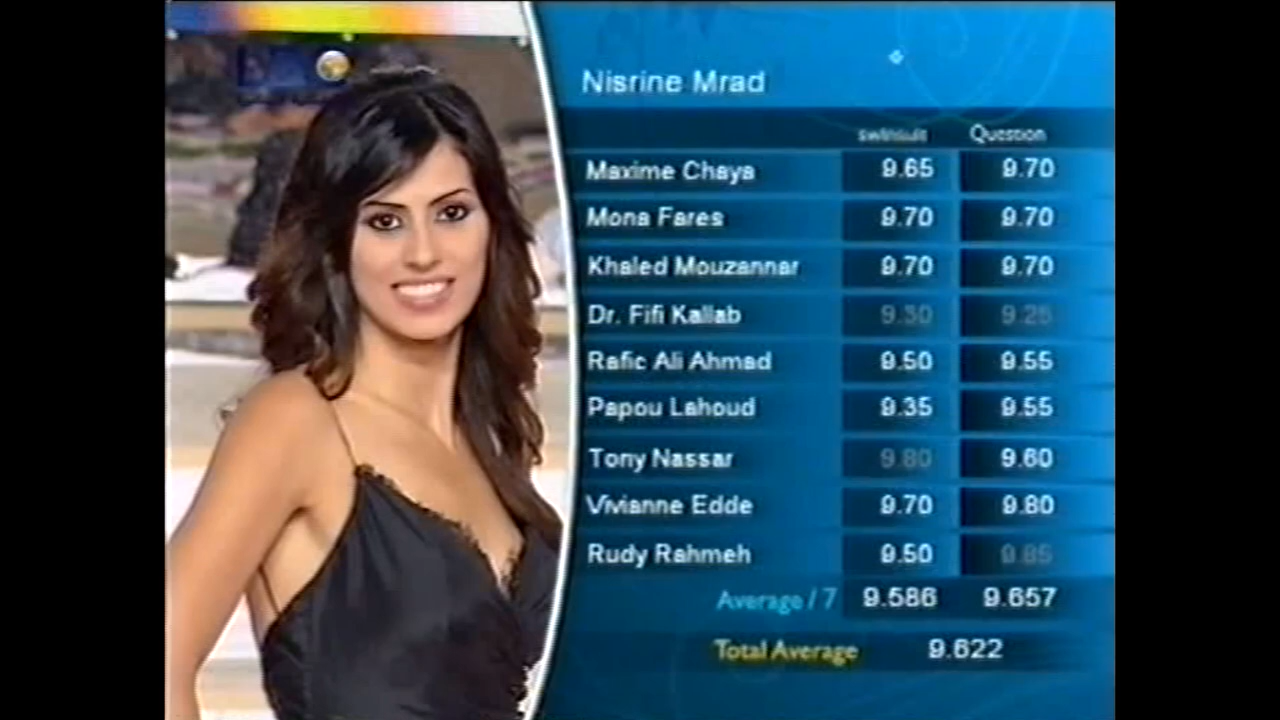 Nisrine Mrad
swimsuit Question
Maxime Chaya 9.65 9.70
Mona Fares 9.70 9.70
Khaled Mouzannar 9.70 9.70
Dr. Fifi Kallab 9.30 9.25
Rafic Ali Ahmad 9.50 9.55
Papou Lahoud 9.35 9.55
Tony Nassar 9.80 9.60
Vivianne Edde 9.70 9.80
Rudy Rahmeh 9.50 9.85
Average / 7 9.586 9.657
Total Average 9.622